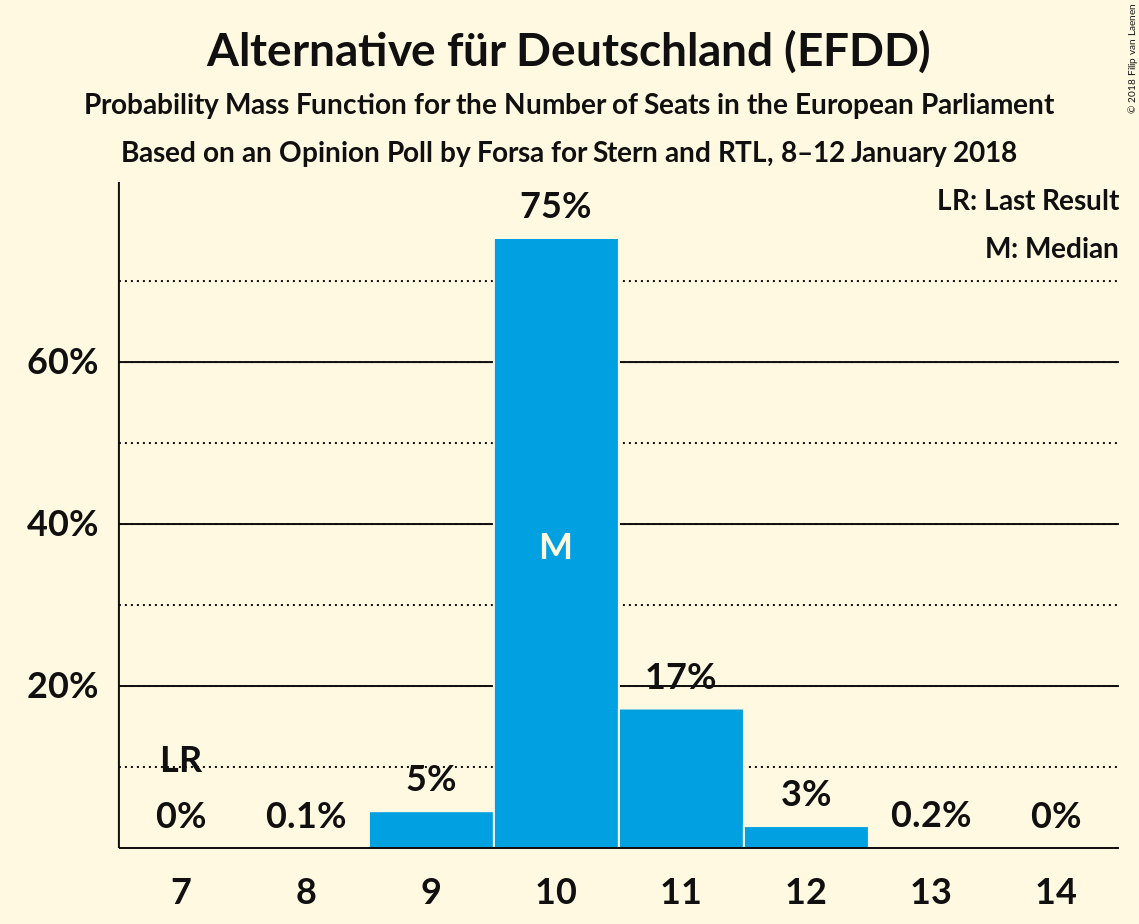 Alternative für Deutschland (EFDD)
Probability Mass Function for the Number of Seats in the European Parliament
Based on an Opinion Poll by Forsa for Stern and RTL, 8–12 January 2018
© 2018 Filip van Laenen
LR: Last Result
M: Median
75%
60%
40%
M
20%
17%
LR
5%
3%
0%
0.1%
0.2%
0%
7 8 9 10 11 12 13 14